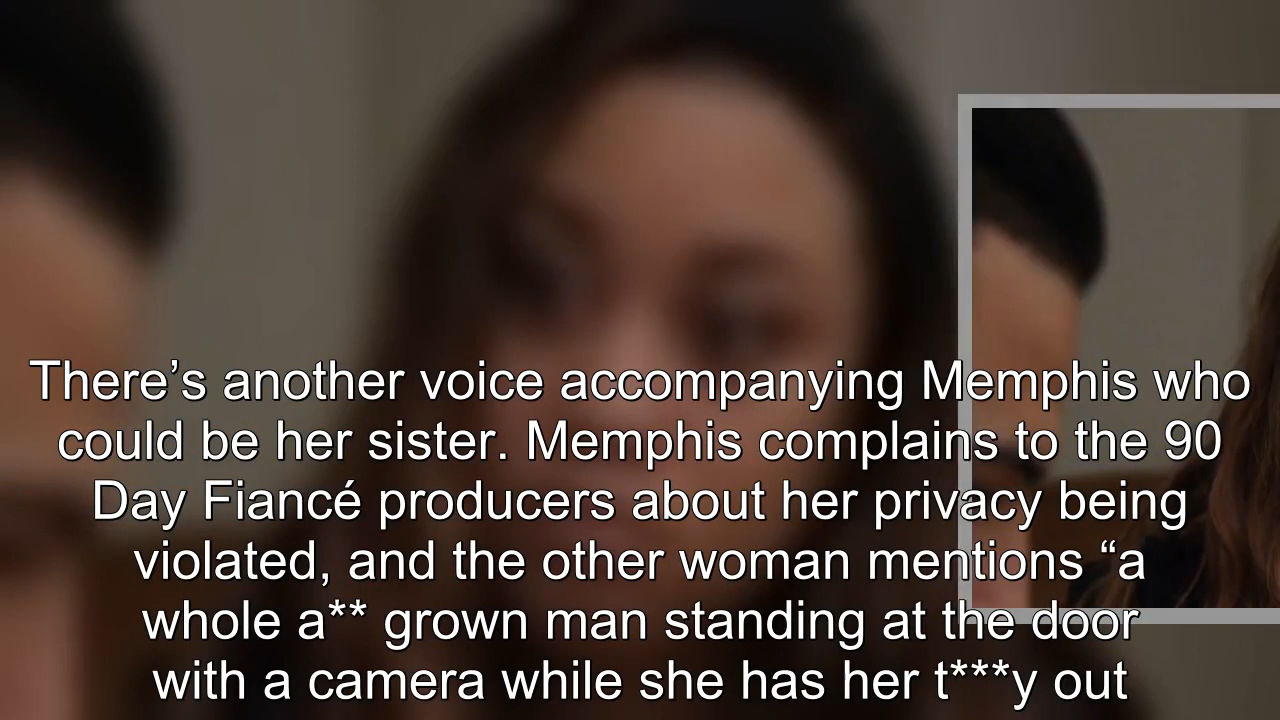 There’s another voice accompanying Memphis who
could be her sister. Memphis complains to the 90
Day Fiancé producers about her privacy being
violated, and the other woman mentions “a
whole a** grown man standing at the door
with a camera while she has her t***y out